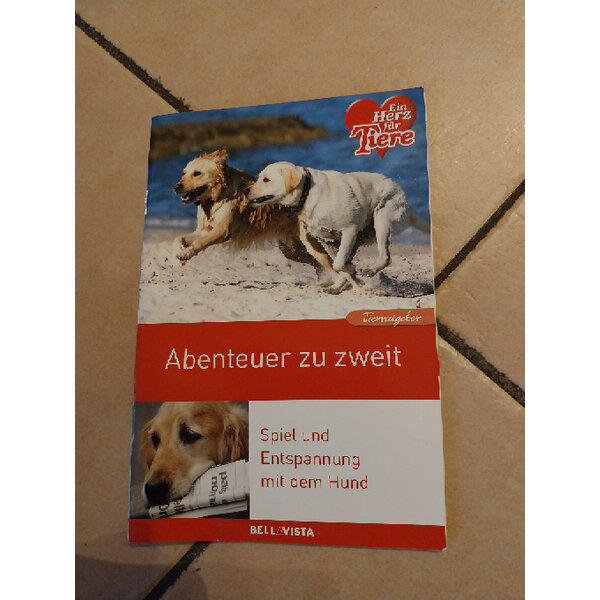 Ein
Herz
für
Tiere
Tierratgeber
Abenteuer zu zweit
Spiel und
Entspannung
mit dem Hund
BELLAVISTA